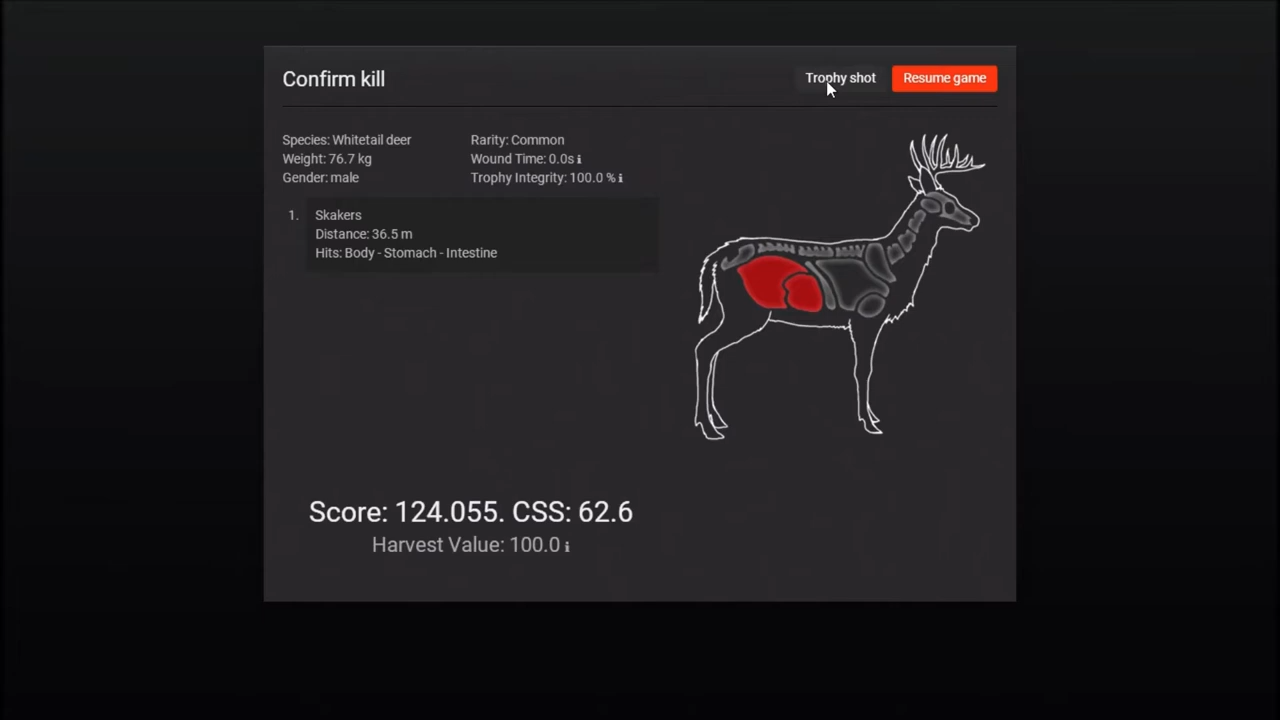 Confirm kill
Trophy shot
Resume game
Species: Whitetail deer
Weight: 76.7 kg
Gender: male
Rarity: Common
Wound Time: 0.0s i
Trophy Integrity: 100.0 % i
1.
Skakers
Distance: 36.5 m
Hits: Body - Stomach - Intestine
Score: 124.055. CSS: 62.6
Harvest Value: 100.0 i